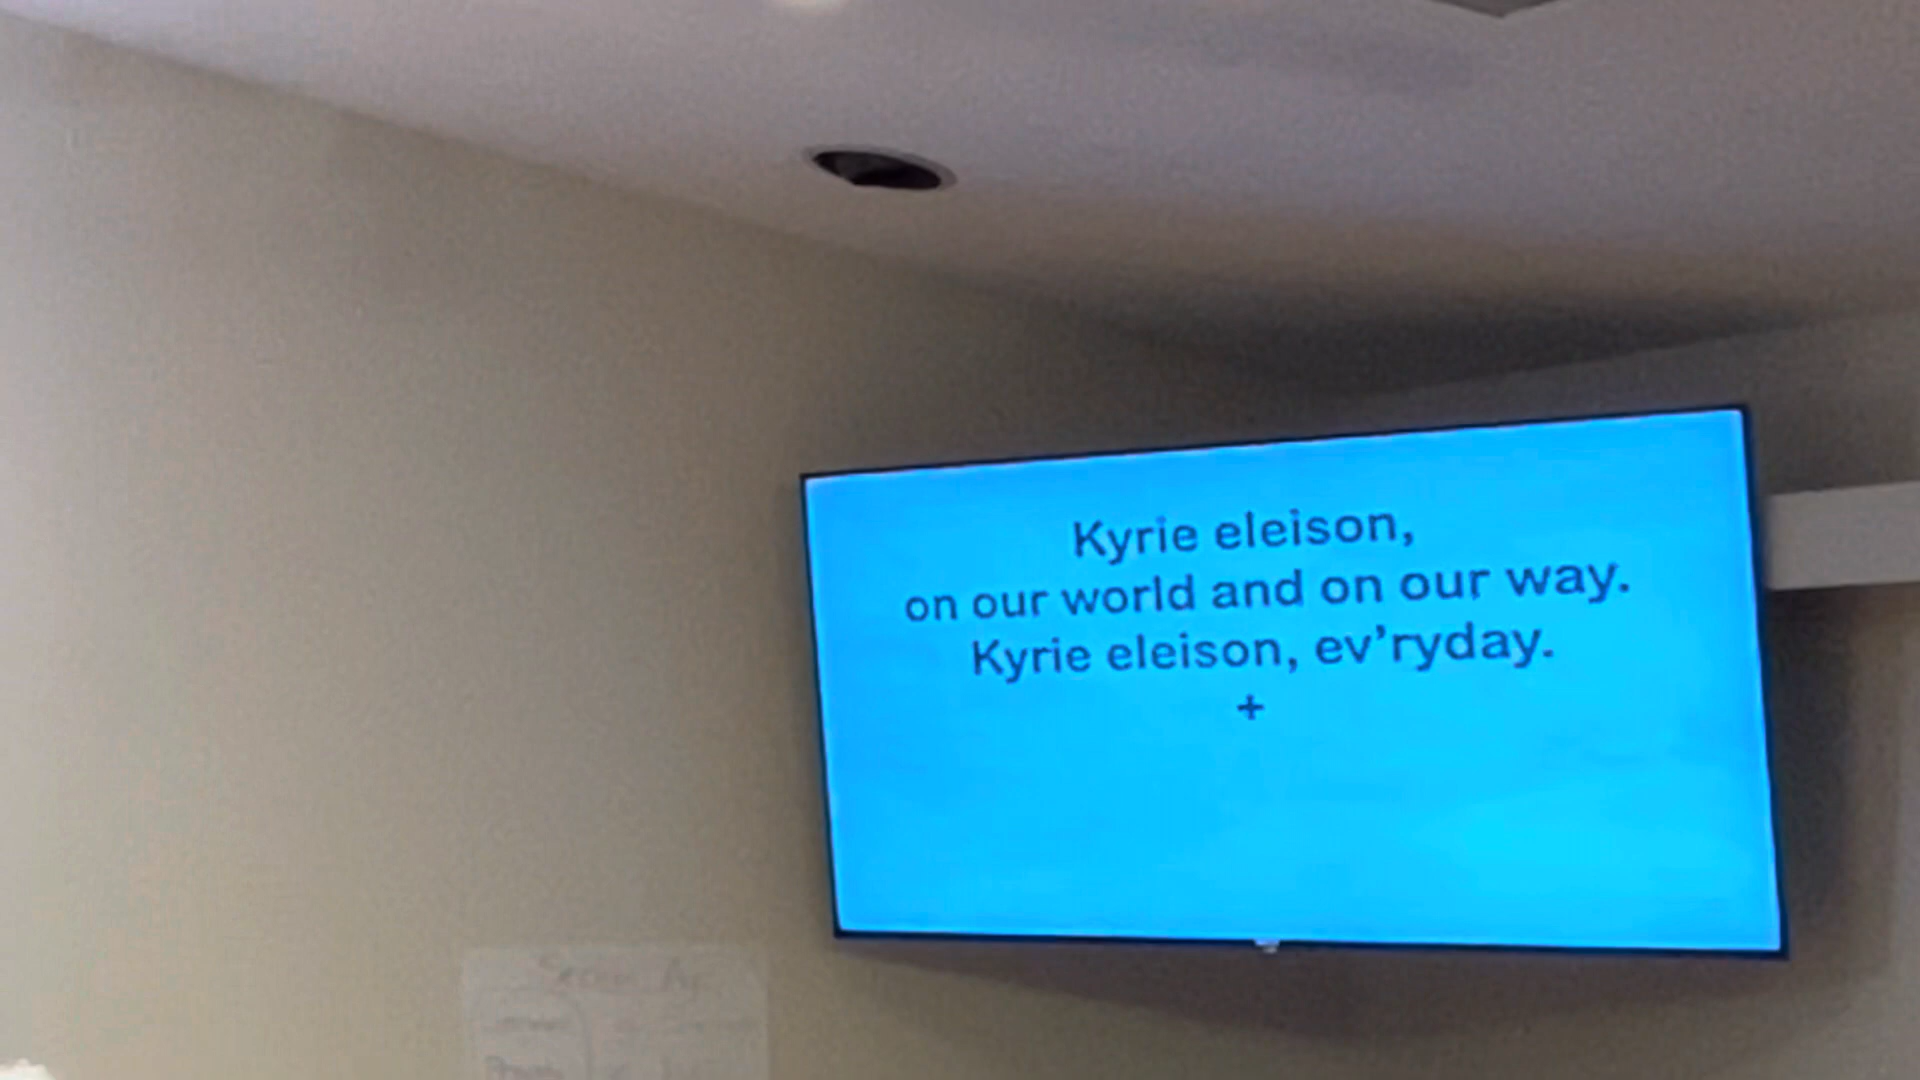 Kyrie eleison,
on our world and on our way.
Kyrie eleison, ev’ryday.
+